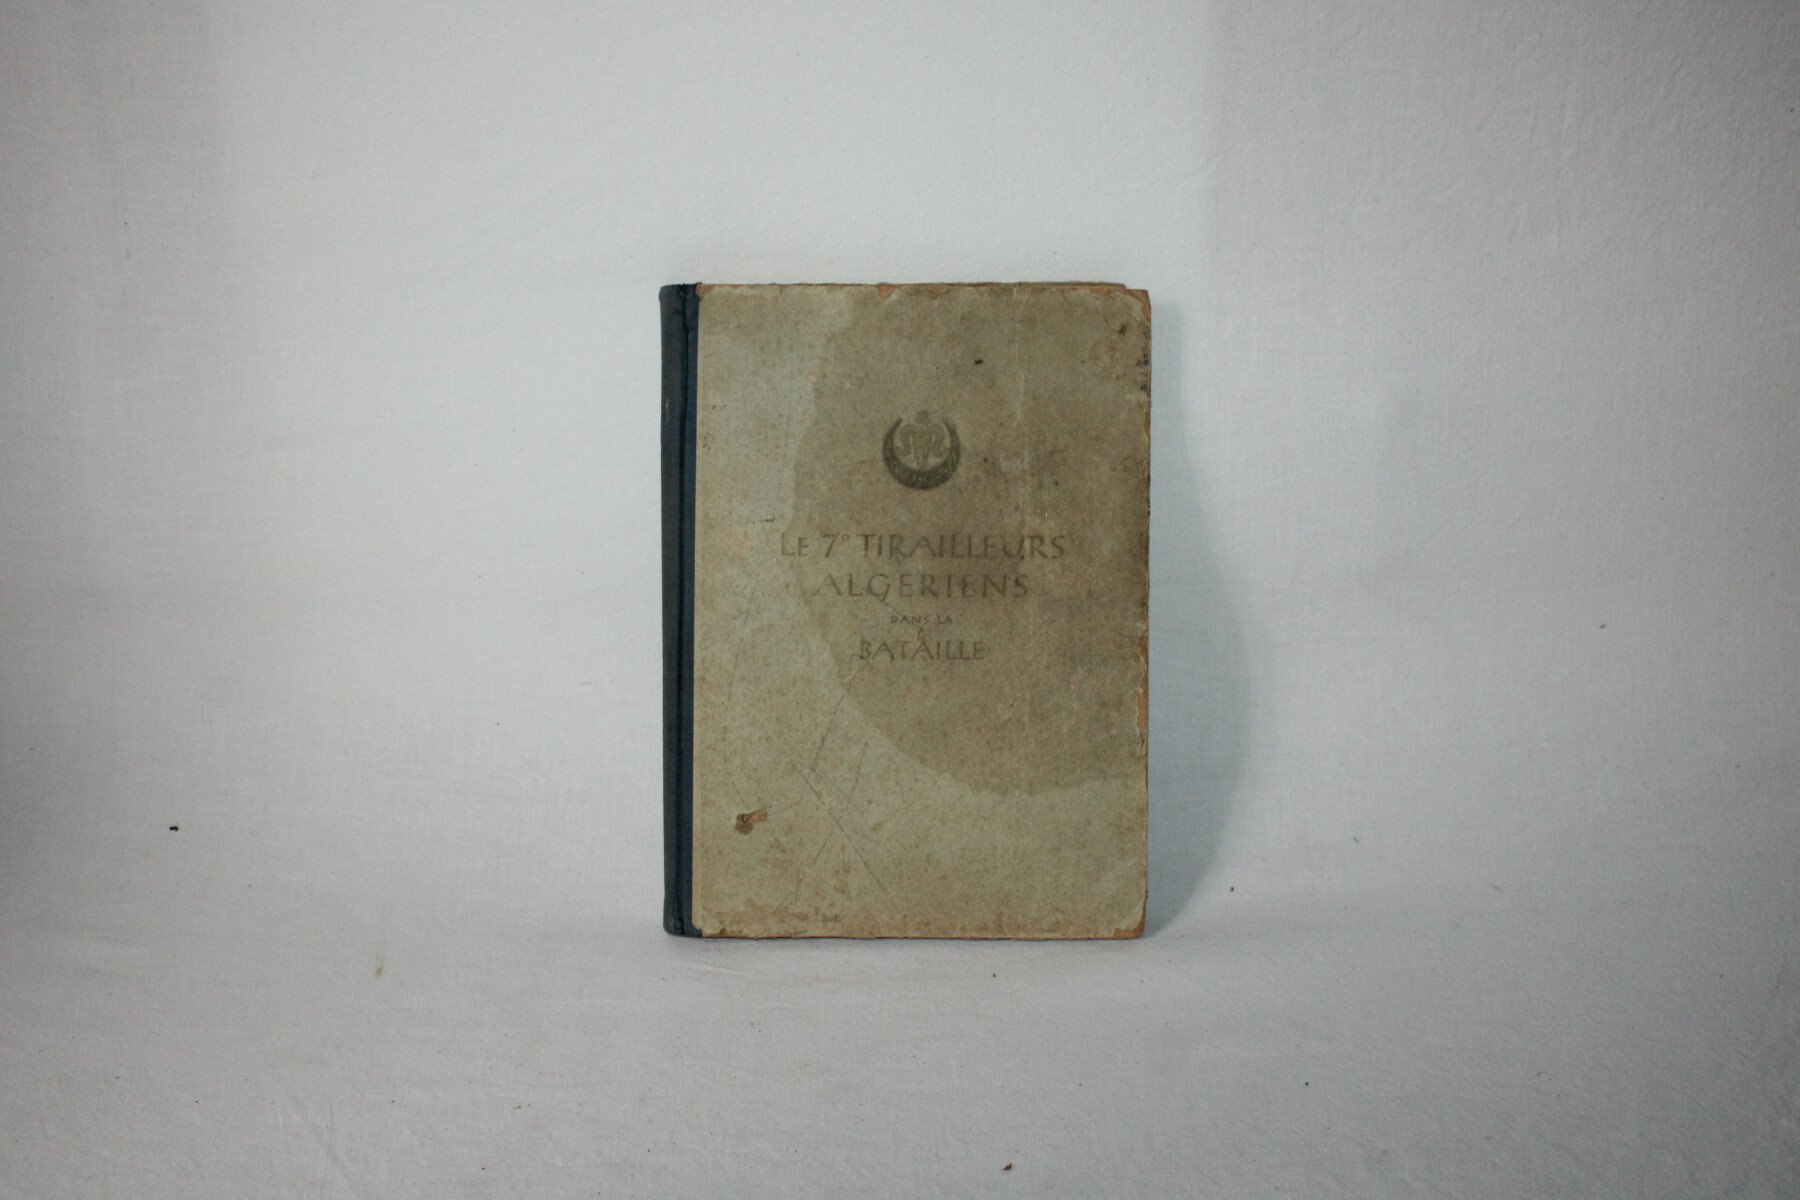 LE 7° TIRAILLEURS
ALGERIENS
DANS LA
BATAILLE